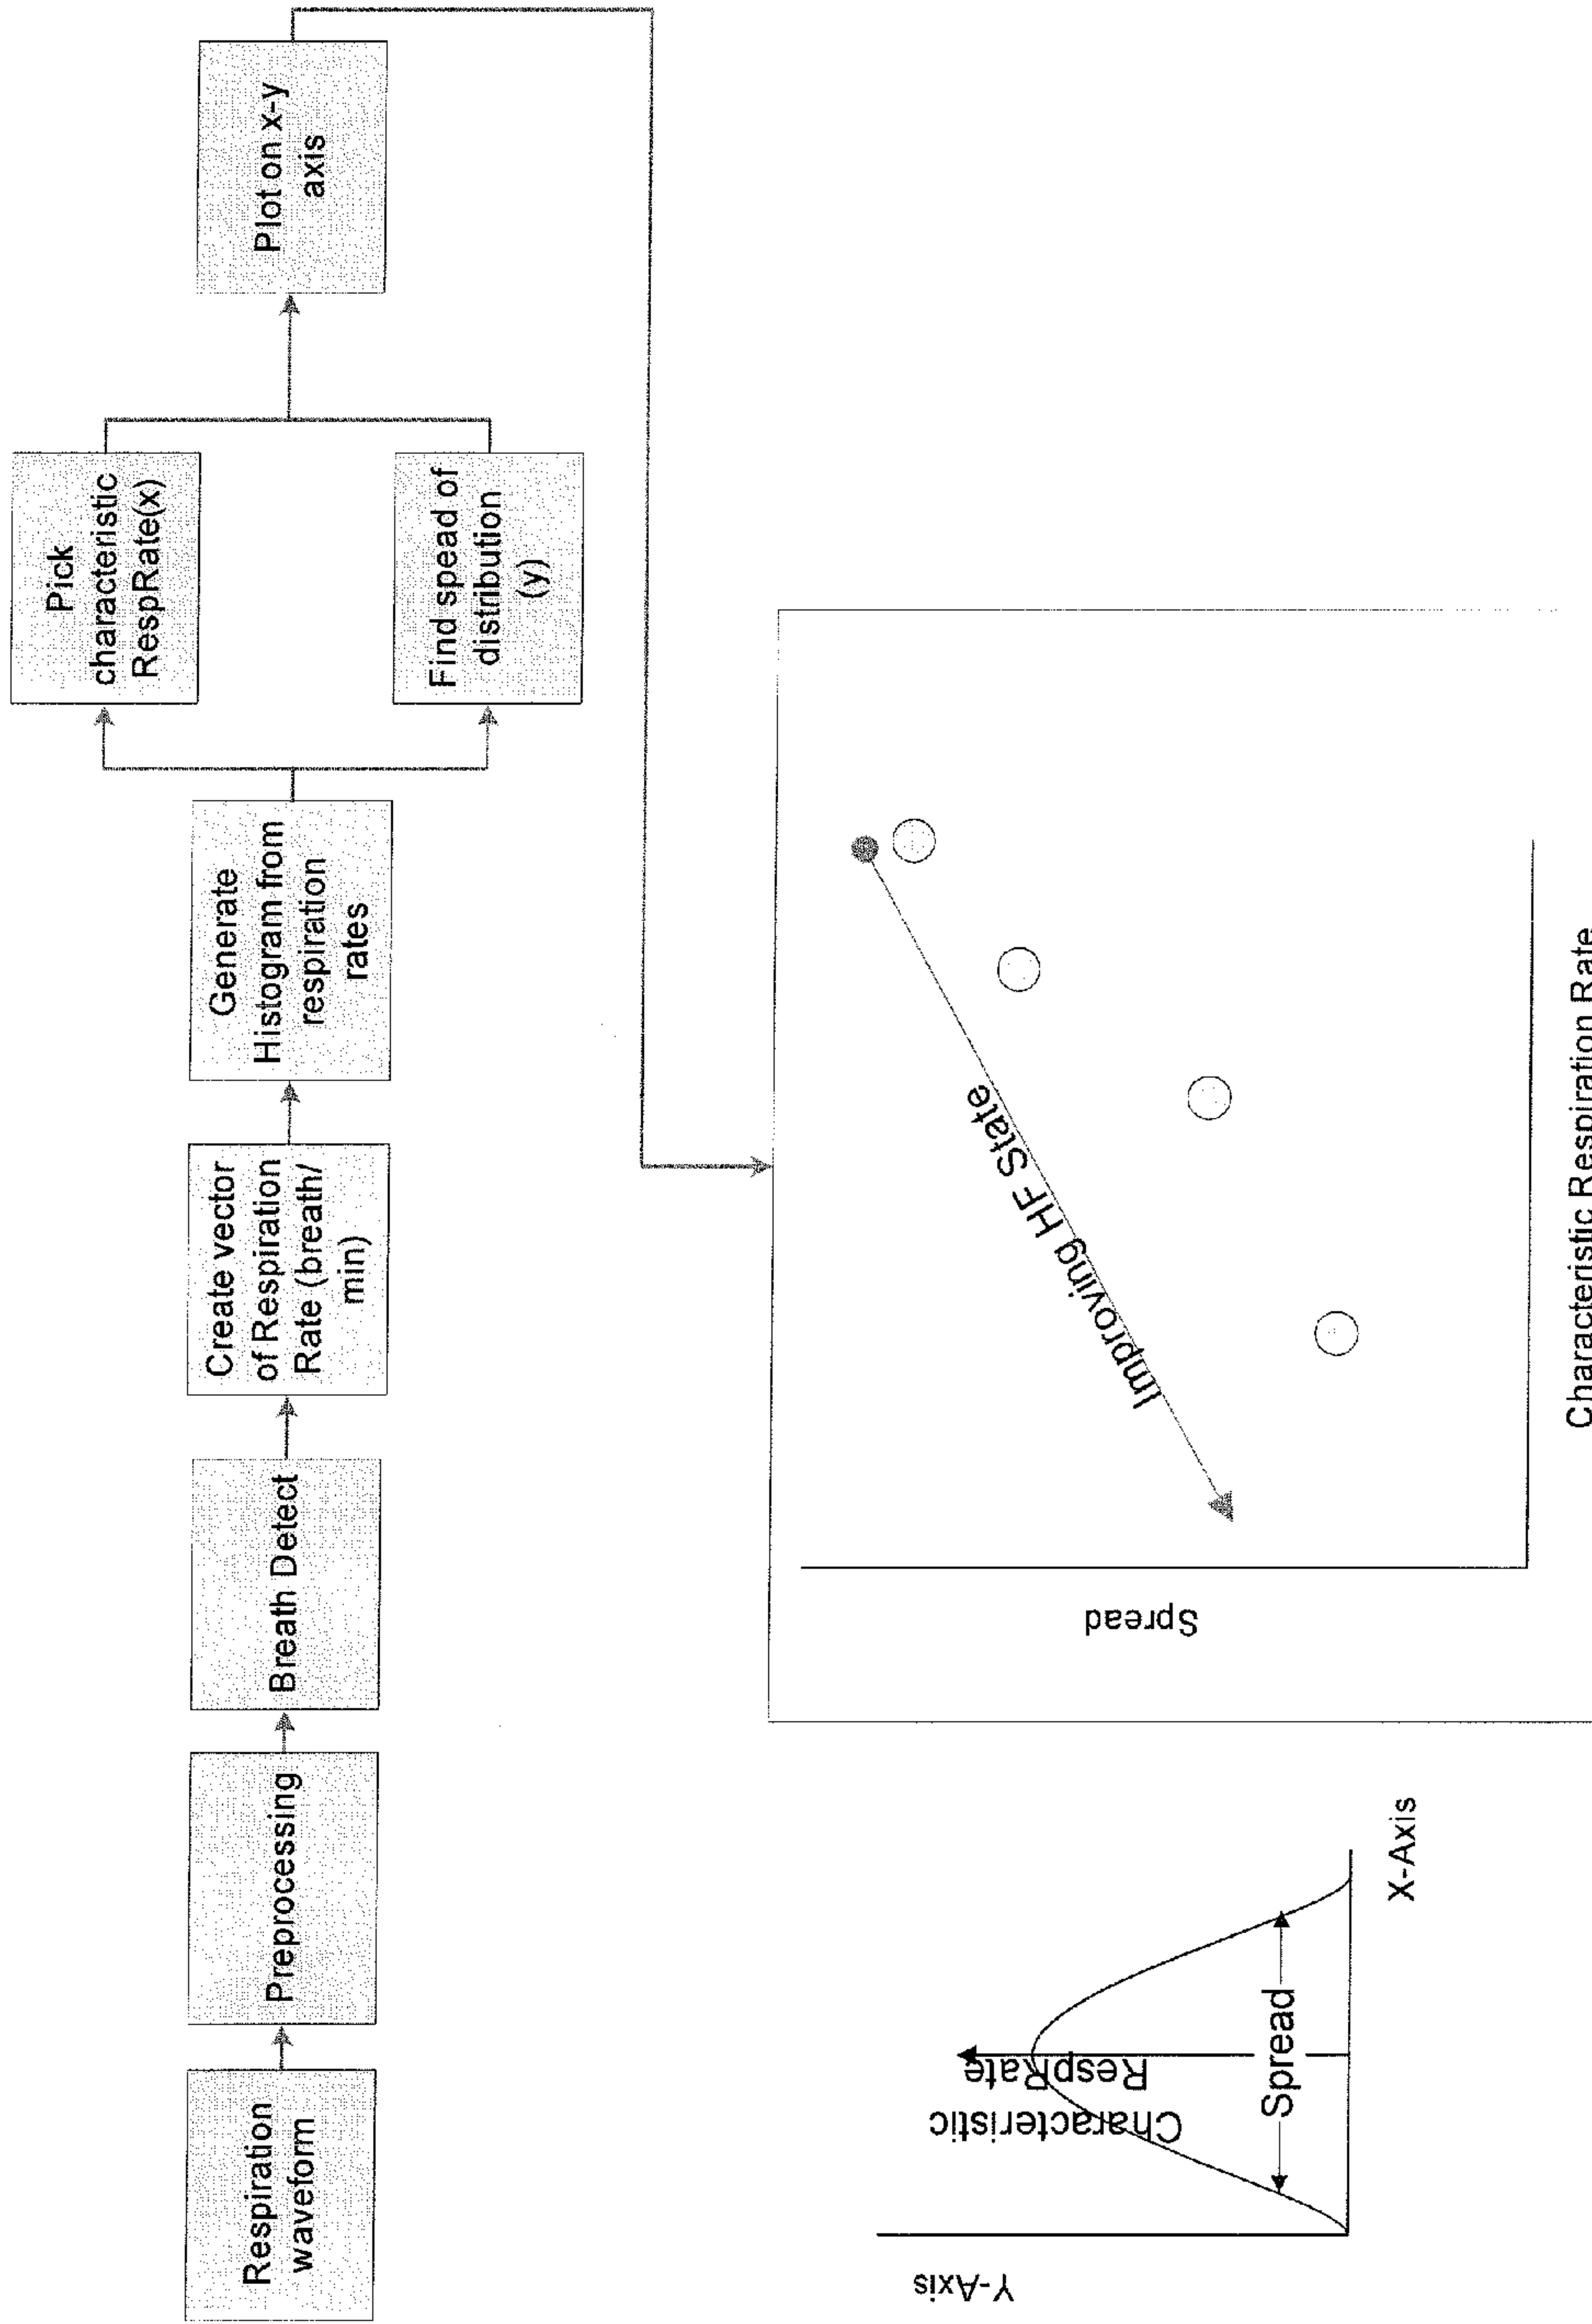 Respiration
waveform
Preprocessing
Breath Detect
Create vector
of Respiration
Rate (breath/
min)
Generate
Histogram from
respiration
rates
Pick
characteristic
RespRate(x)
Find spead of
distribution
(y)
Plot on x-y
axis
Y-Axis
Characteristic
RespRate
Spread
X-Axis
Spread
Improving HF State
Characteristic Respiration Rate